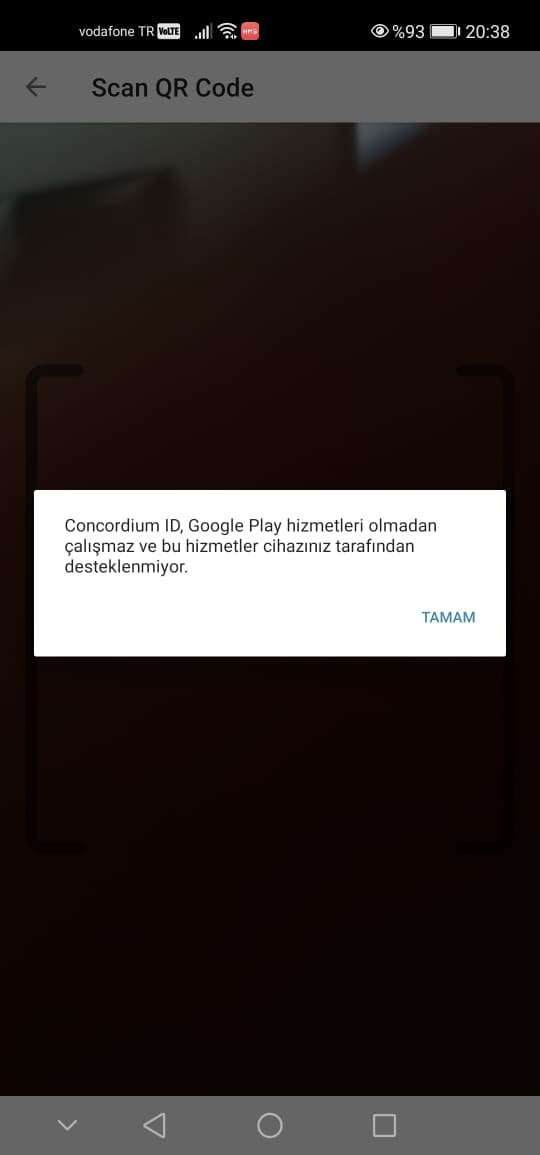 vodafone TR VoLTE HMS %93 20:38
Scan QR Code
Concordium ID, Google Play hizmetleri olmadan
çalışmaz ve bu hizmetler cihazınız tarafından
desteklenmiyor.
TAMAM